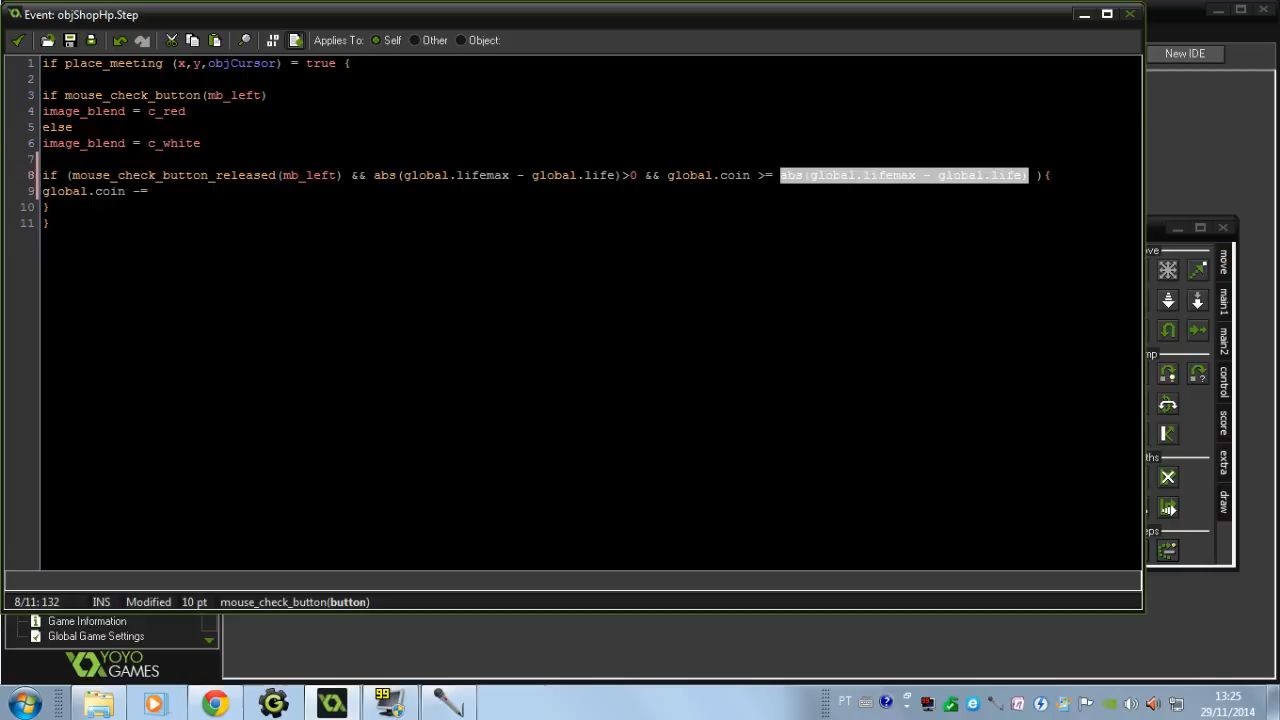 Event: objShopHp.Step
Applies To: Self Other Object:
New IDE
1 if place_meeting (x,y,objCursor) = true {
2
3 if mouse_check_button(mb_left)
4 image_blend = c_red
5 else
6 image_blend = c_white
7
8 if (mouse_check_button_released(mb_left) && abs(global.lifemax - global.life)>0 && global.coin >= abs(global.lifemax - global.life) ){
9 global.coin -=
10 }
11 }
move
main1
main2
control
score
extra
draw
8/11: 132 INS Modified 10 pt mouse_check_button(button)
Game Information
Global Game Settings
YOYO
GAMES
99
PT
13:25
29/11/2014